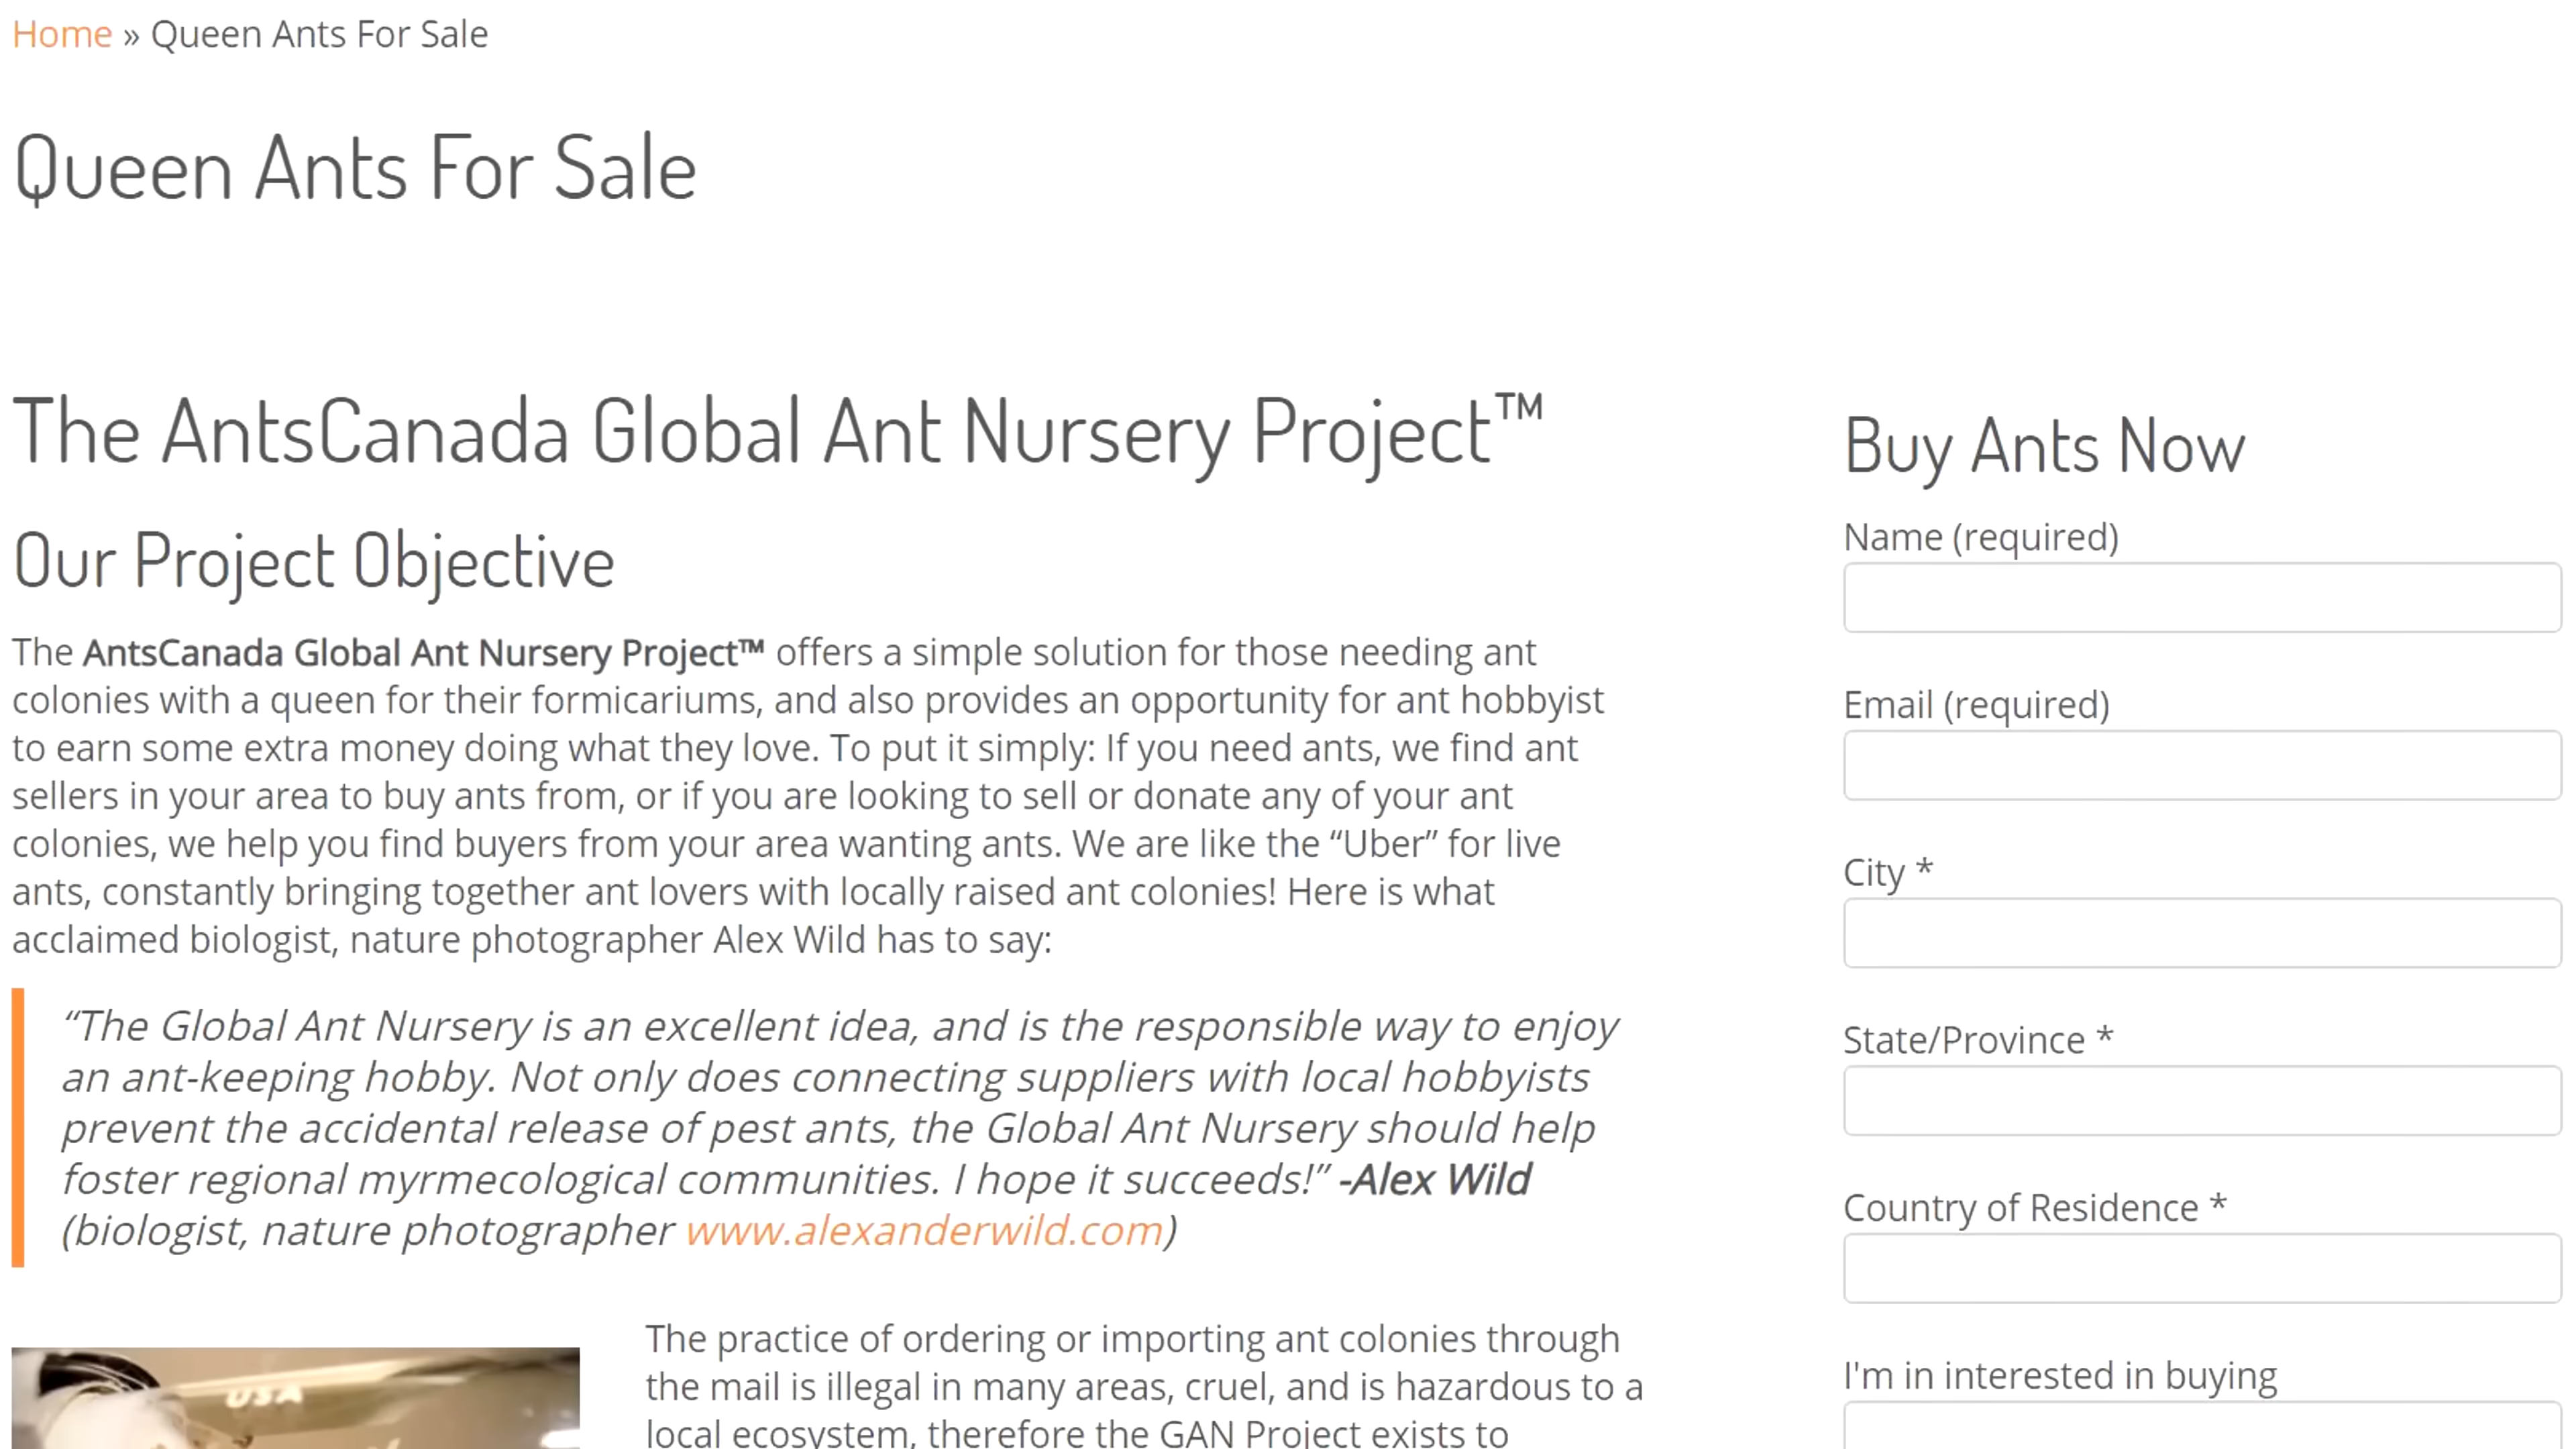 Home » Queen Ants For Sale
Queen Ants For Sale
The AntsCanada Global Ant Nursery Project™
Our Project Objective
The AntsCanada Global Ant Nursery Project™ offers a simple solution for those needing ant
colonies with a queen for their formicariums, and also provides an opportunity for ant hobbyist
to earn some extra money doing what they love. To put it simply: If you need ants, we find ant
sellers in your area to buy ants from, or if you are looking to sell or donate any of your ant
colonies, we help you find buyers from your area wanting ants. We are like the “Uber” for live
ants, constantly bringing together ant lovers with locally raised ant colonies! Here is what
acclaimed biologist, nature photographer Alex Wild has to say:
“The Global Ant Nursery is an excellent idea, and is the responsible way to enjoy
an ant-keeping hobby. Not only does connecting suppliers with local hobbyists
prevent the accidental release of pest ants, the Global Ant Nursery should help
foster regional myrmecological communities. I hope it succeeds!” -Alex Wild
(biologist, nature photographer www.alexanderwild.com)
USA
The practice of ordering or importing ant colonies through
the mail is illegal in many areas, cruel, and is hazardous to a
local ecosystem, therefore the GAN Project exists to
Buy Ants Now
Name (required)
Email (required)
City *
State/Province *
Country of Residence *
I'm in interested in buying